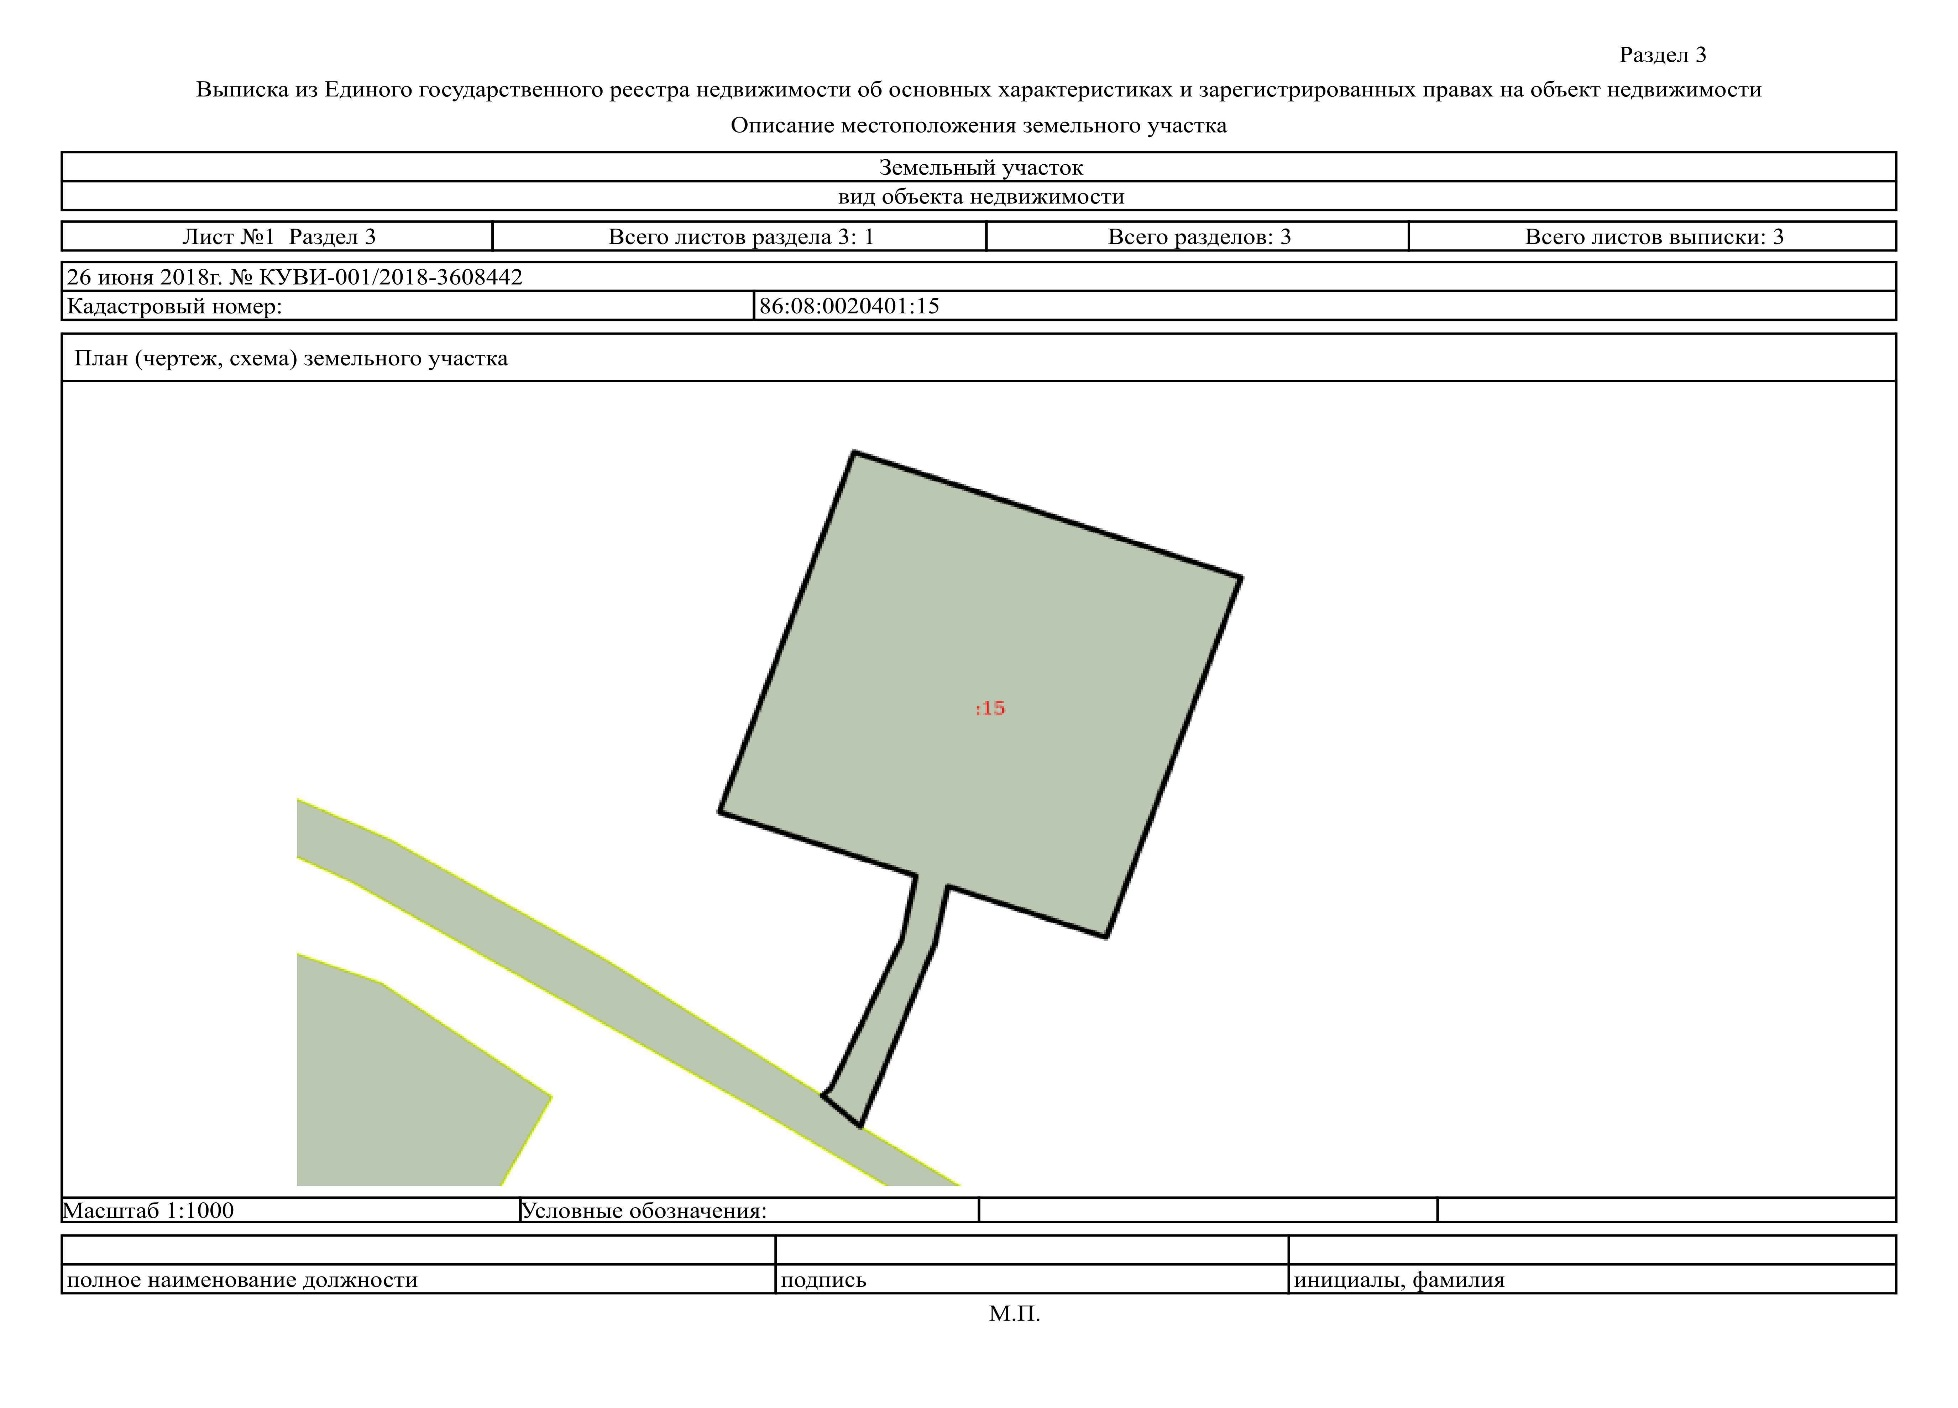 Раздел 3
Выписка из Единого государственного реестра недвижимости об основных характеристиках и зарегистрированных правах на объект недвижимости
Описание местоположения земельного участка
Земельный участок
вид объекта недвижимости
Лист №1 Раздел 3 Всего листов раздела 3: 1 Всего разделов: 3 Всего листов выписки: 3
26 июня 2018г. № КУВИ-001/2018-3608442
Кадастровый номер: 86:08:0020401:15
План (чертеж, схема) земельного участка
:15
Масштаб 1:1000 Условные обозначения:
полное наименование должности подпись инициалы, фамилия
М.П.